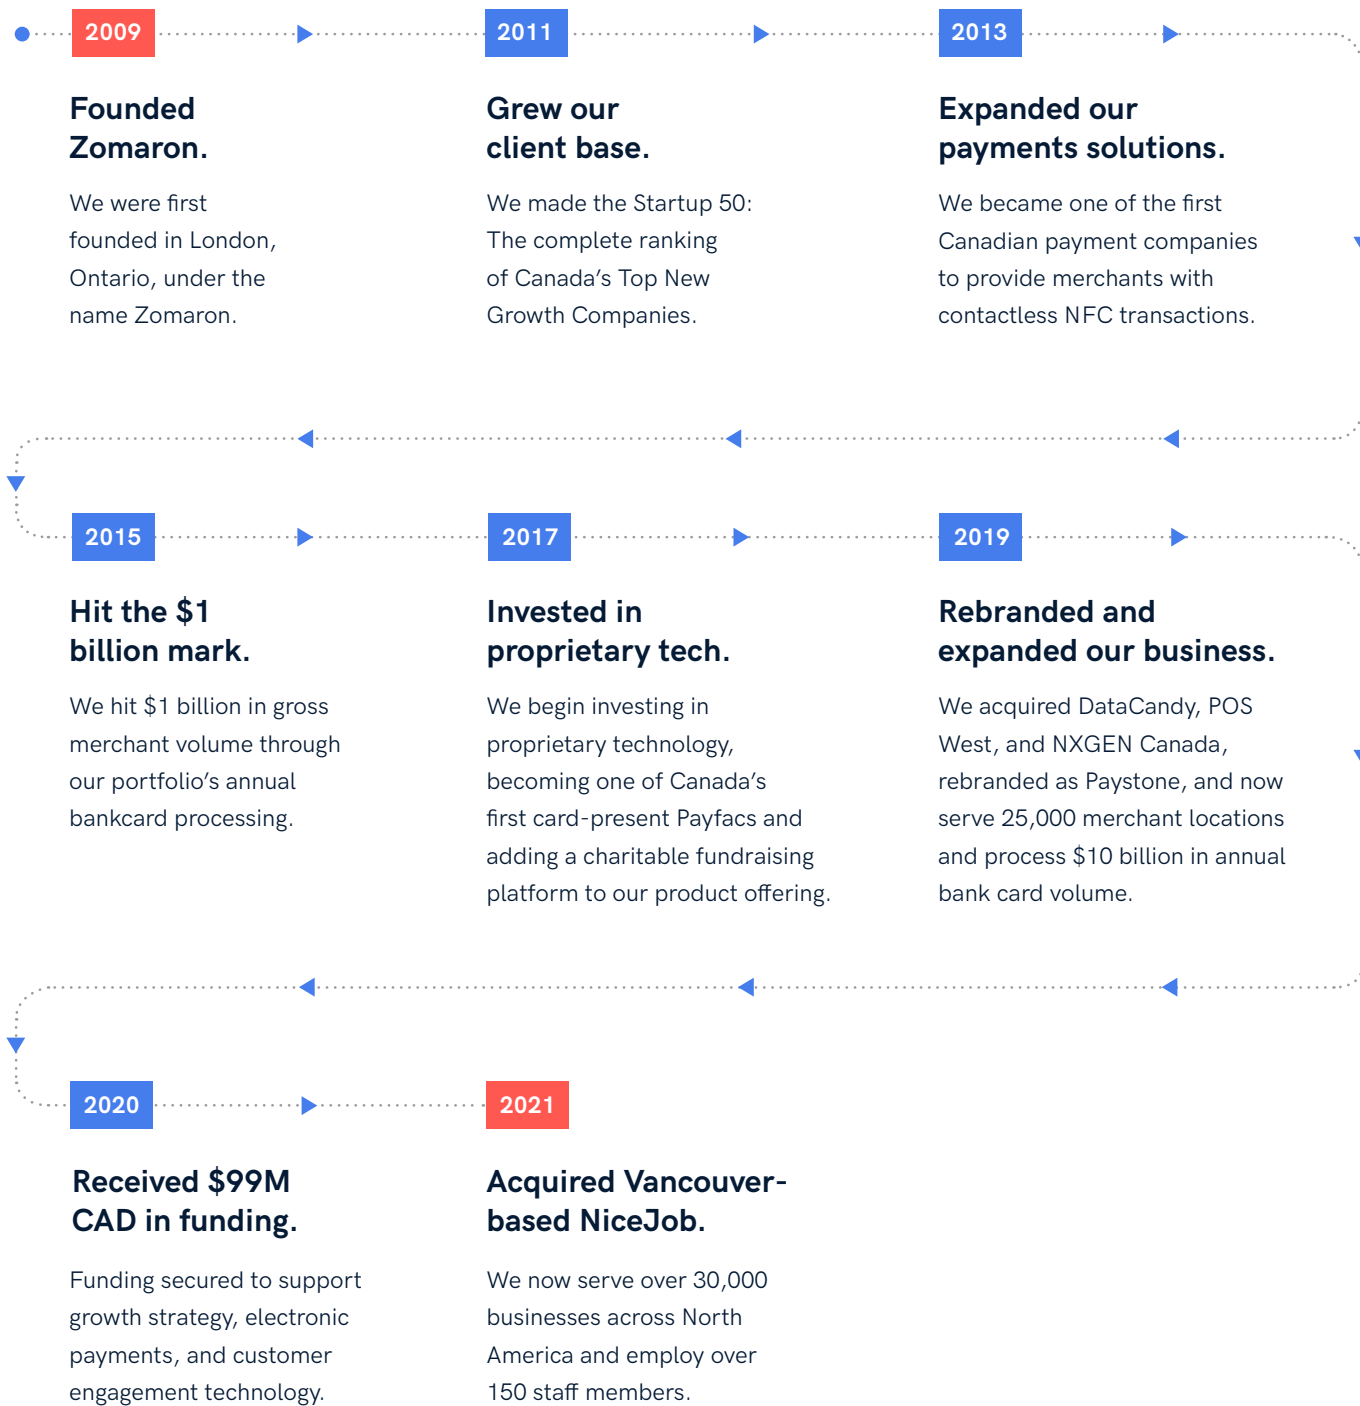 2009
Founded
Zomaron.
We were first
founded in London,
Ontario, under the
name Zomaron.
2011
Grew our
client base.
We made the Startup 50:
The complete ranking
of Canada’s Top New
Growth Companies.
2013
Expanded our
payments solutions.
We became one of the first
Canadian payment companies
to provide merchants with
contactless NFC transactions.
2015
Hit the $1
billion mark.
We hit $1 billion in gross
merchant volume through
our portfolio’s annual
bankcard processing.
2017
Invested in
proprietary tech.
We begin investing in
proprietary technology,
becoming one of Canada’s
first card-present Payfacs and
adding a charitable fundraising
platform to our product offering.
2019
Rebranded and
expanded our business.
We acquired DataCandy, POS
West, and NXGEN Canada,
rebranded as Paystone, and now
serve 25,000 merchant locations
and process $10 billion in annual
bank card volume.
2020
Received $99M
CAD in funding.
Funding secured to support
growth strategy, electronic
payments, and customer
engagement technology.
2021
Acquired Vancouver-
based NiceJob.
We now serve over 30,000
businesses across North
America and employ over
150 staff members.